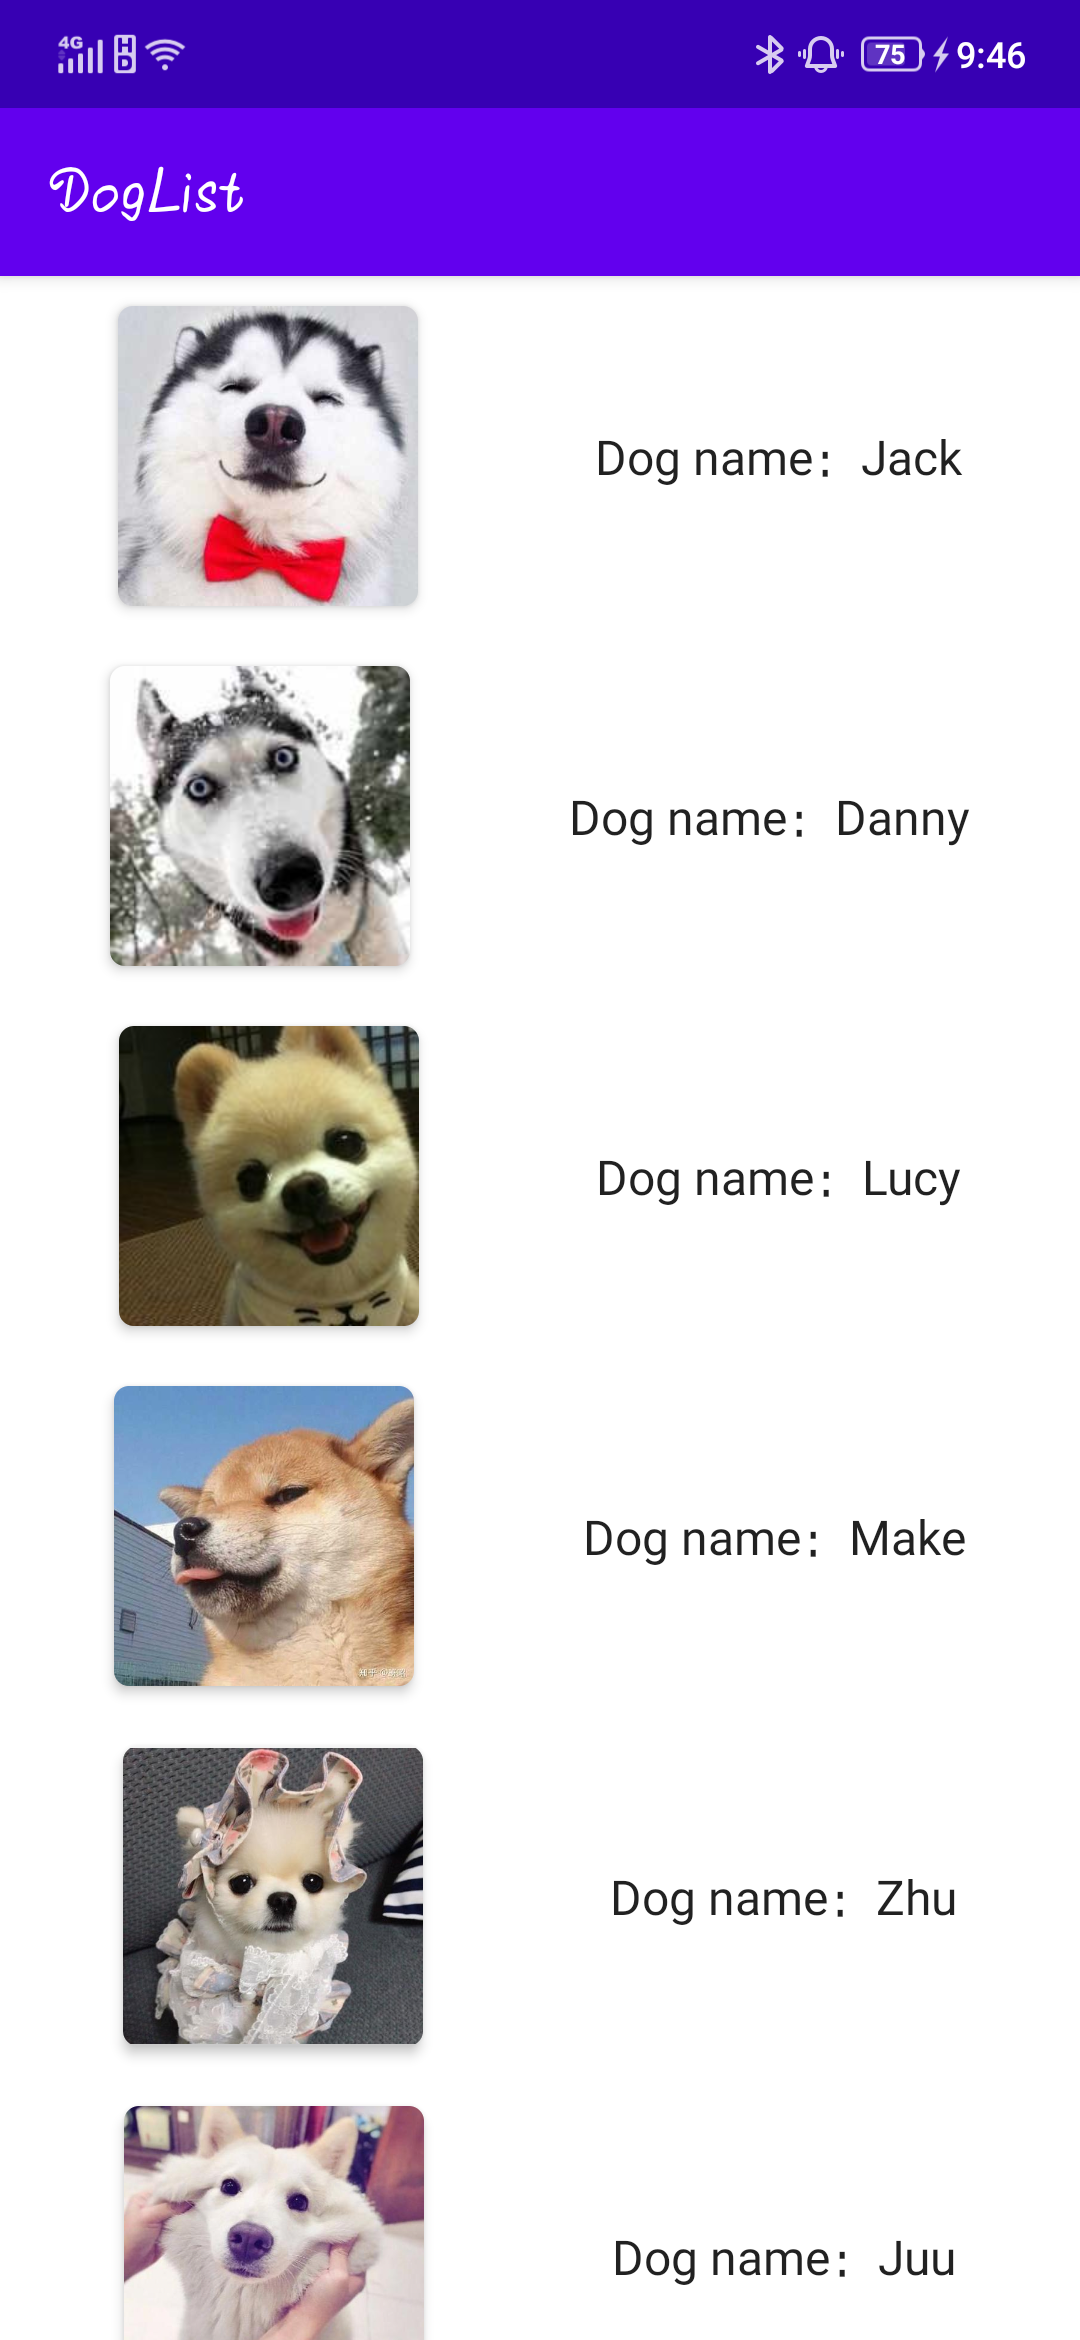 4G HD 75 9:46
DogList
Dog name： Jack
Dog name： Danny
Dog name： Lucy
Dog name： Make
Dog name： Zhu
Dog name： Juu